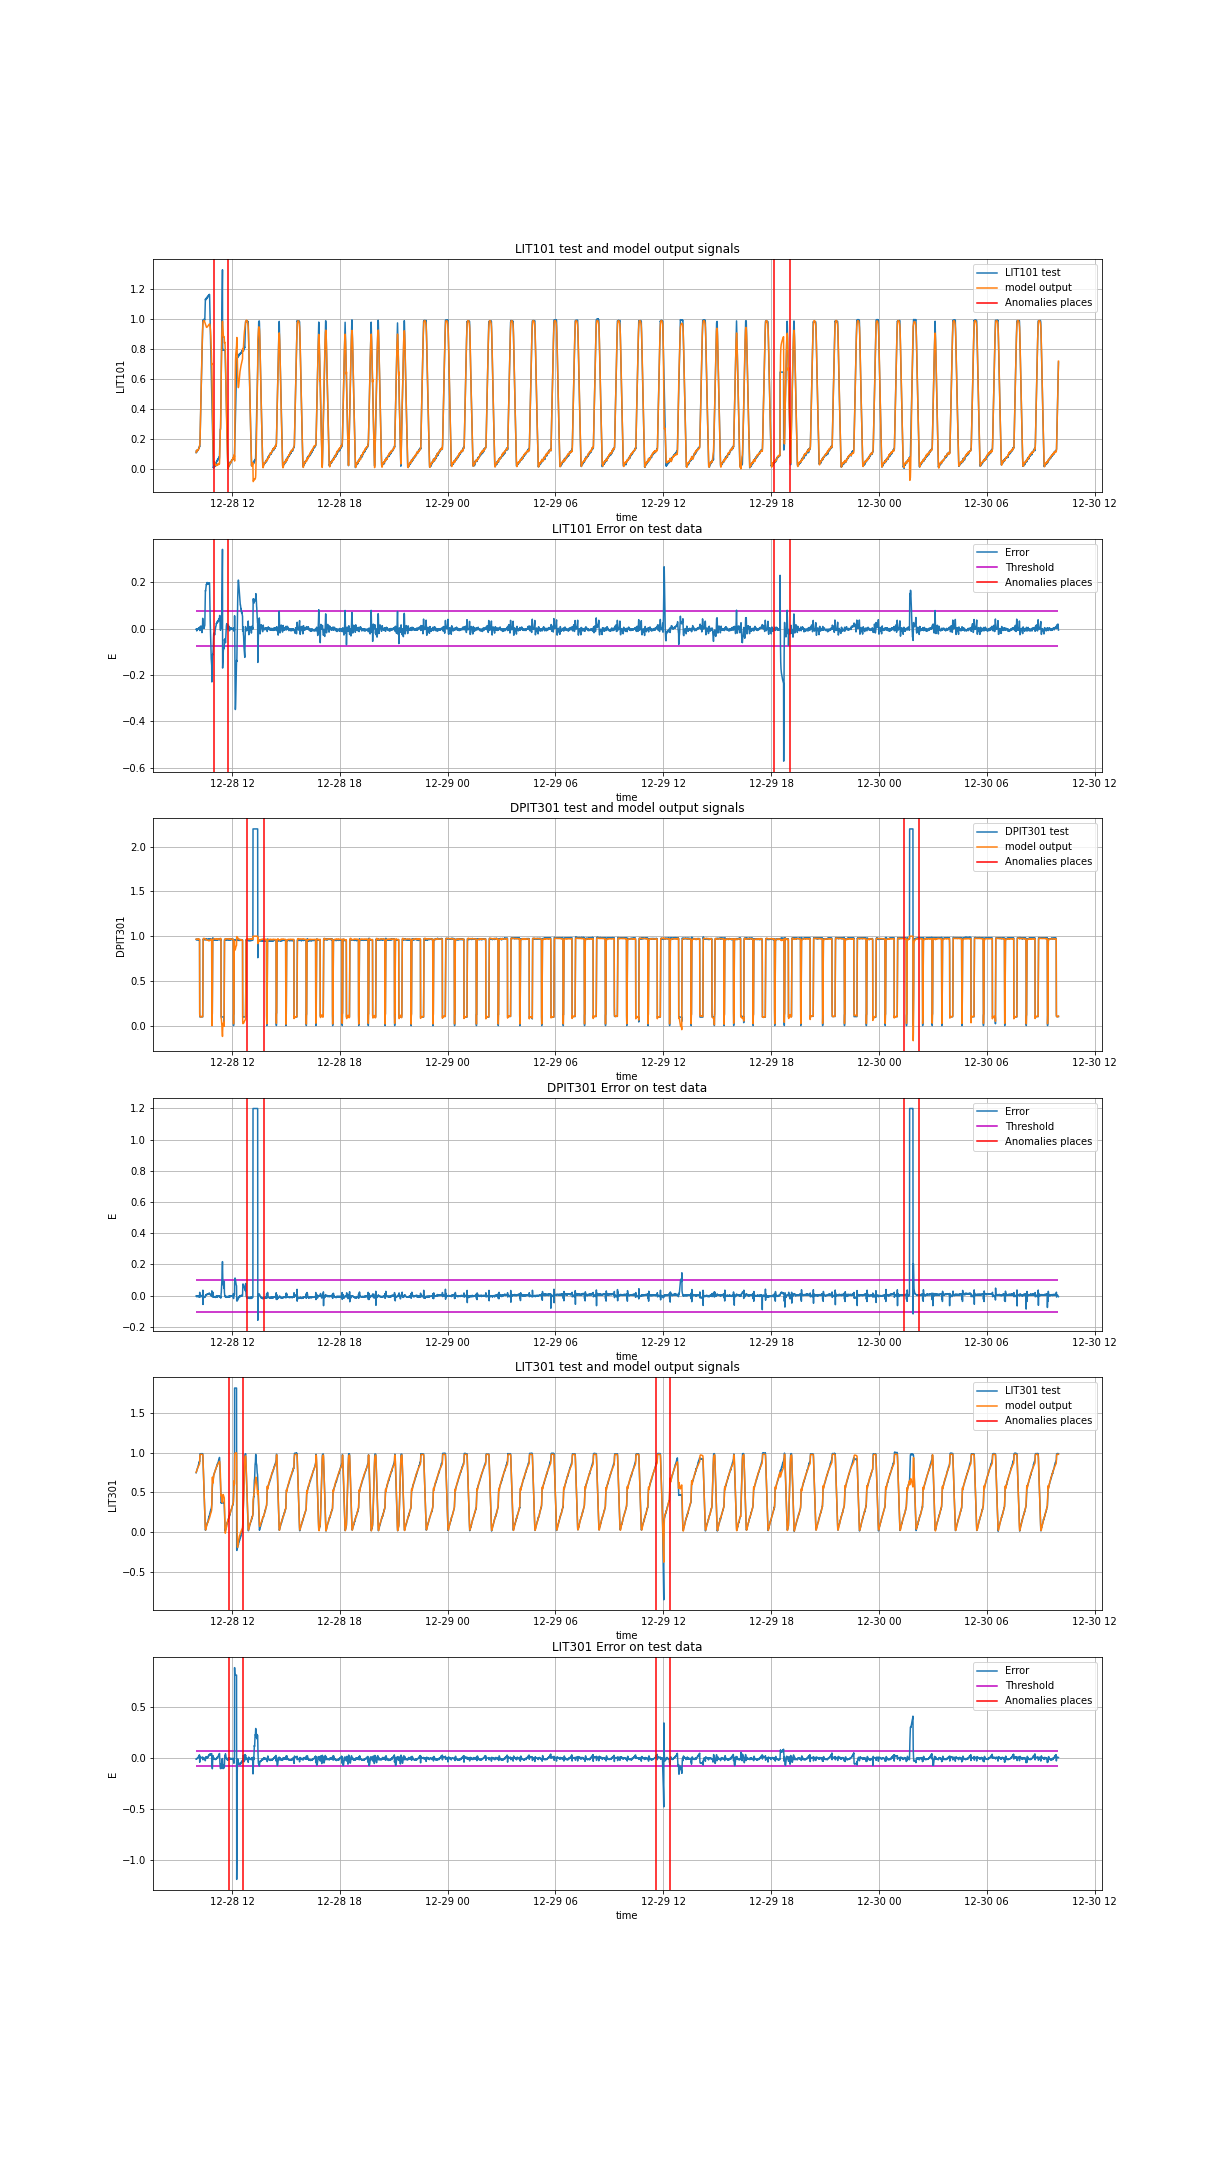 LIT101 test and model output signals
LIT101 test
model output
Anomalies places
1.2
1.0
0.8
0.6
0.4
0.2
0.0
LIT101
12-28 12 12-28 18 12-29 00 12-29 06 12-29 12 12-29 18 12-30 00 12-30 06 12-30 12
time
LIT101 Error on test data
Error
Threshold
Anomalies places
0.2
0.0
−0.2
−0.4
−0.6
E
12-28 12 12-28 18 12-29 00 12-29 06 12-29 12 12-29 18 12-30 00 12-30 06 12-30 12
time
DPIT301 test and model output signals
DPIT301 test
model output
Anomalies places
2.0
1.5
1.0
0.5
0.0
DPIT301
12-28 12 12-28 18 12-29 00 12-29 06 12-29 12 12-29 18 12-30 00 12-30 06 12-30 12
time
DPIT301 Error on test data
Error
Threshold
Anomalies places
1.2
1.0
0.8
0.6
0.4
0.2
0.0
−0.2
E
12-28 12 12-28 18 12-29 00 12-29 06 12-29 12 12-29 18 12-30 00 12-30 06 12-30 12
time
LIT301 test and model output signals
LIT301 test
model output
Anomalies places
1.5
1.0
0.5
0.0
−0.5
LIT301
12-28 12 12-28 18 12-29 00 12-29 06 12-29 12 12-29 18 12-30 00 12-30 06 12-30 12
time
LIT301 Error on test data
Error
Threshold
Anomalies places
0.5
0.0
−0.5
−1.0
E
12-28 12 12-28 18 12-29 00 12-29 06 12-29 12 12-29 18 12-30 00 12-30 06 12-30 12
time